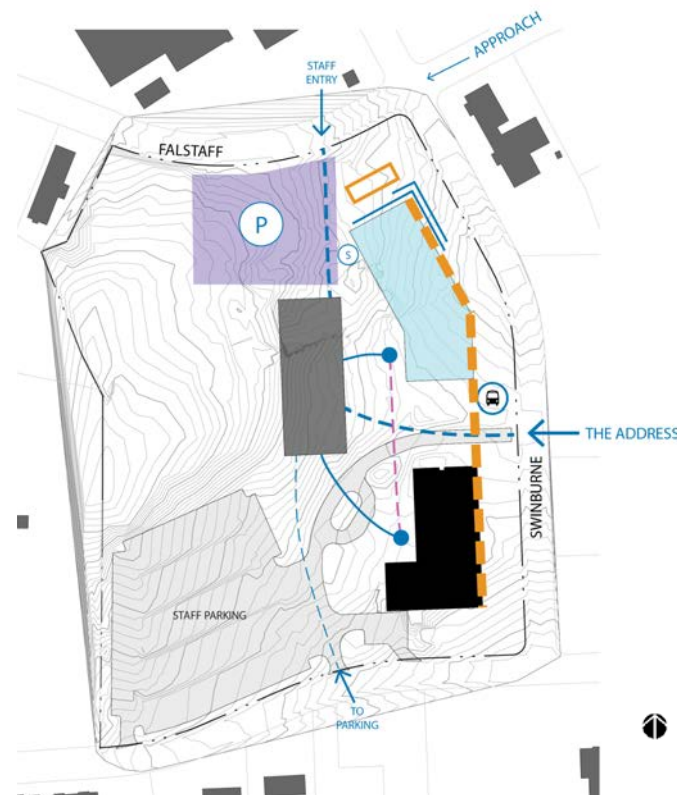 APPROACH
STAFF
ENTRY
FALSTAFF
P
S
THE ADDRESS
SWINBURNE
STAFF PARKING
TO
PARKING